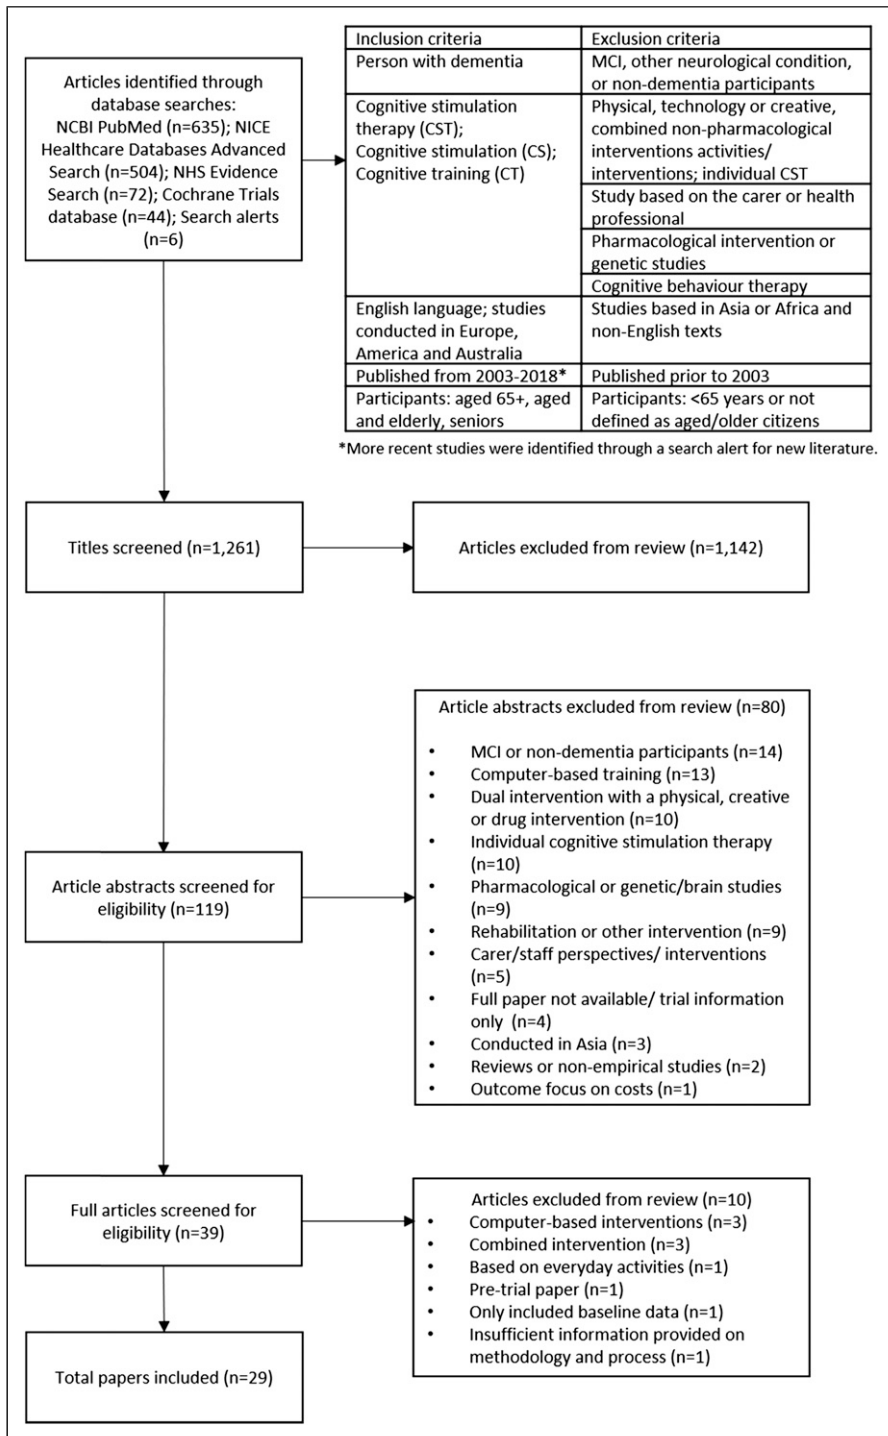 Articles identified through
database searches:
NCBI PubMed (n=635); NICE
Healthcare Databases Advanced
Search (n=504); NHS Evidence
Search (n=72); Cochrane Trials
database (n=44); Search alerts
(n=6)
Inclusion criteria
Exclusion criteria
Person with dementia
MCI, other neurological condition,
or non-dementia participants
Cognitive stimulation
therapy (CST);
Cognitive stimulation (CS);
Cognitive training (CT)
Physical, technology or creative,
combined non-pharmacological
interventions activities/
interventions; individual CST
Study based on the carer or health
professional
Pharmacological intervention or
genetic studies
Cognitive behaviour therapy
English language; studies
conducted in Europe,
America and Australia
Studies based in Asia or Africa and
non-English texts
Published from 2003-2018*
Published prior to 2003
Participants: aged 65+, aged
and elderly, seniors
Participants: <65 years or not
defined as aged/older citizens
*More recent studies were identified through a search alert for new literature.
Titles screened (n=1,261)
Articles excluded from review (n=1,142)
Article abstracts screened for
eligibility (n=119)
Article abstracts excluded from review (n=80)
• MCI or non-dementia participants (n=14)
• Computer-based training (n=13)
• Dual intervention with a physical, creative
or drug intervention (n=10)
• Individual cognitive stimulation therapy
(n=10)
• Pharmacological or genetic/brain studies
(n=9)
• Rehabilitation or other intervention (n=9)
• Carer/staff perspectives/ interventions
(n=5)
• Full paper not available/ trial information
only (n=4)
• Conducted in Asia (n=3)
• Reviews or non-empirical studies (n=2)
• Outcome focus on costs (n=1)
Full articles screened for
eligibility (n=39)
Articles excluded from review (n=10)
• Computer-based interventions (n=3)
• Combined intervention (n=3)
• Based on everyday activities (n=1)
• Pre-trial paper (n=1)
• Only included baseline data (n=1)
• Insufficient information provided on
methodology and process (n=1)
Total papers included (n=29)